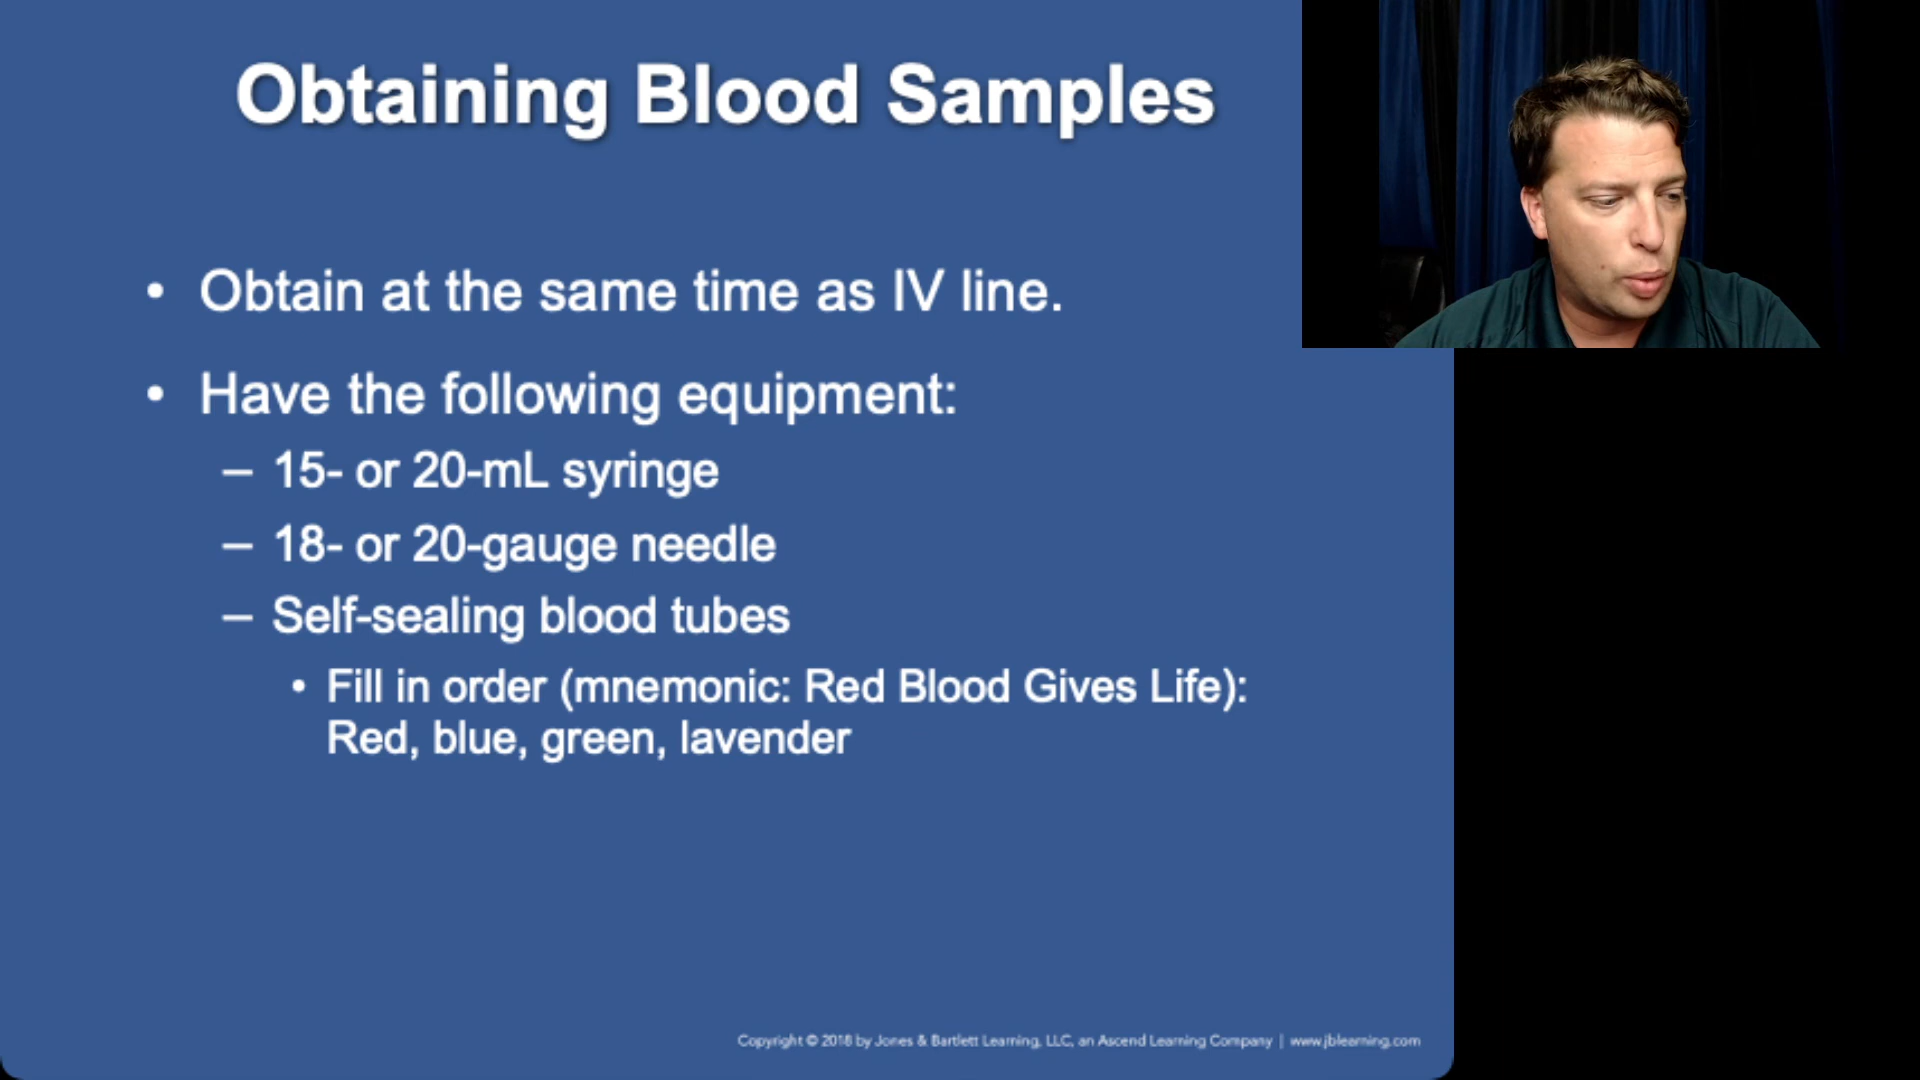 Obtaining Blood Samples
• Obtain at the same time as IV line.
• Have the following equipment:
– 15- or 20-mL syringe
– 18- or 20-gauge needle
– Self-sealing blood tubes
• Fill in order (mnemonic: Red Blood Gives Life):
Red, blue, green, lavender
Copyright © 2018 by Jones & Bartlett Learning, LLC, an Ascend Learning Company | www.jblearning.com